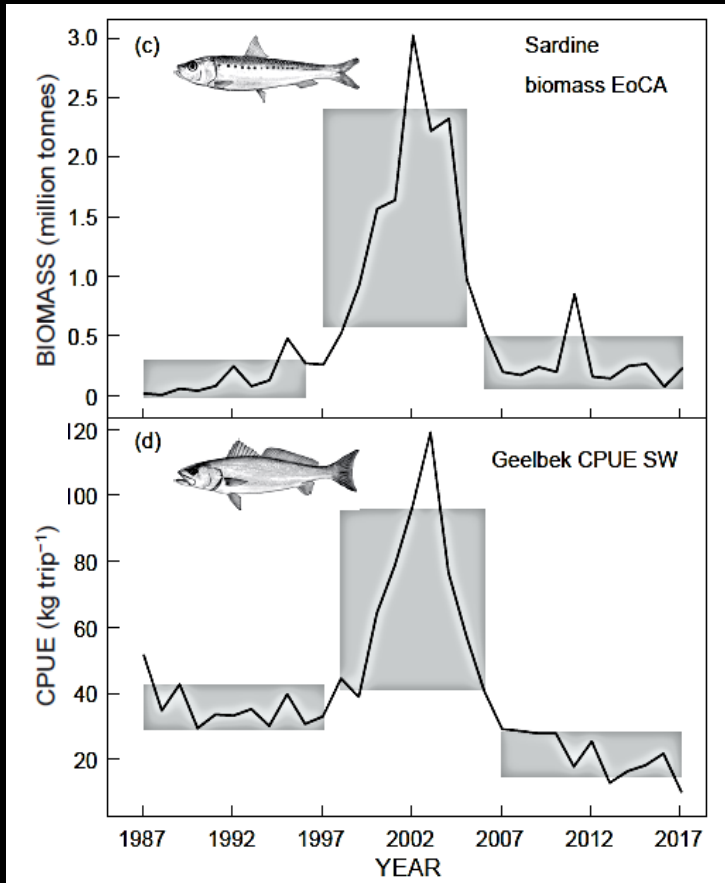 (c)
Sardine
biomass EoCA
BIOMASS (million tonnes)
3.0
2.5
2.0
1.5
1.0
0.5
0
(d)
Geelbek CPUE SW
CPUE (kg trip⁻¹)
120
100
80
60
40
20
1987 1992 1997 2002 2007 2012 2017
YEAR